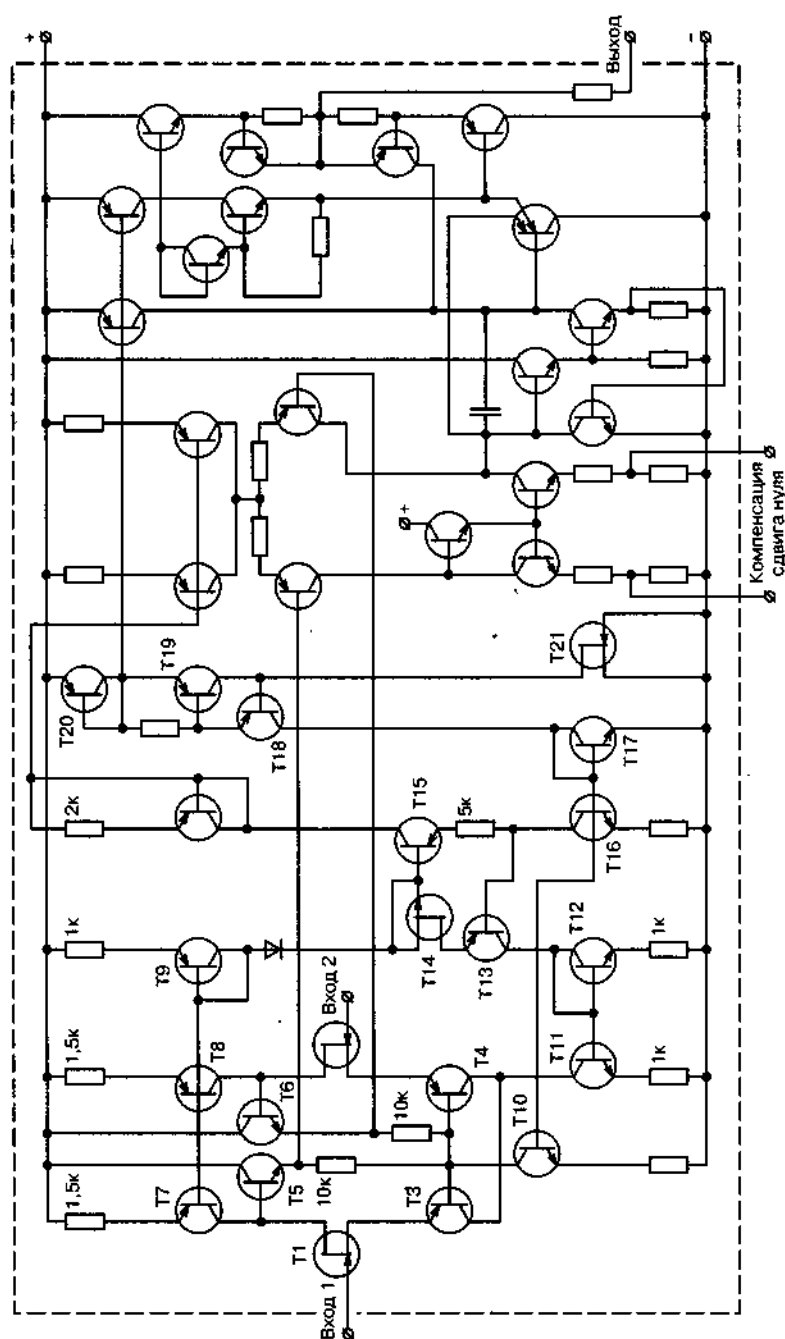 Вход 1
T1
1,5к
T7
T5
10к
T3
T10
1,5к
T8
T6
Вход 2
10к
T4
T11
1к
1к
T9
T14
T13
T12
1к
2к
T15
5к
T16
T17
T20
T19
T18
T21
+
Компенсация
сдвига нуля
+
Выход
-